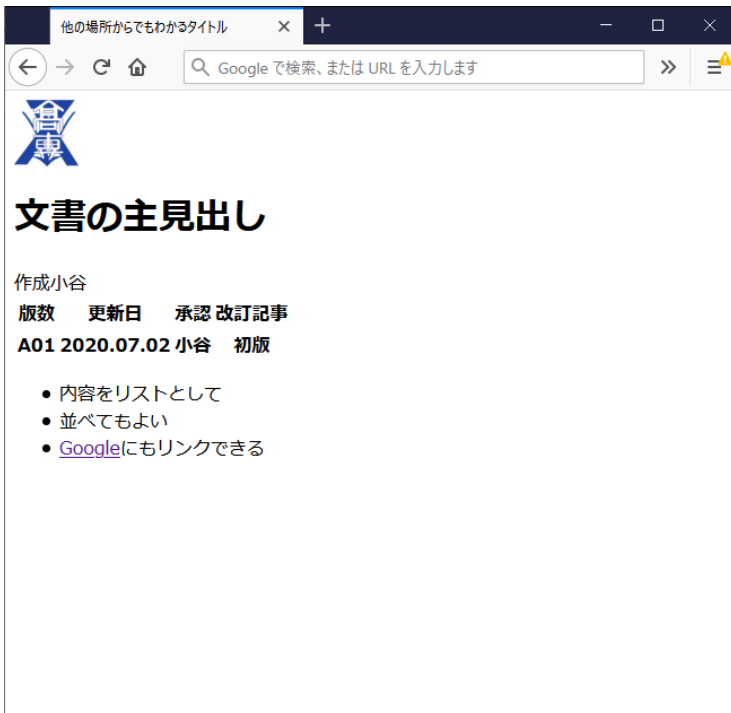 他の場所からでもわかるタイトル
Google で検索、または URL を入力します
高專
文書の主見出し
作成小谷
版数 更新日 承認 改訂記事
A01 2020.07.02 小谷 初版
内容をリストとして
並べてもよい
Googleにもリンクできる